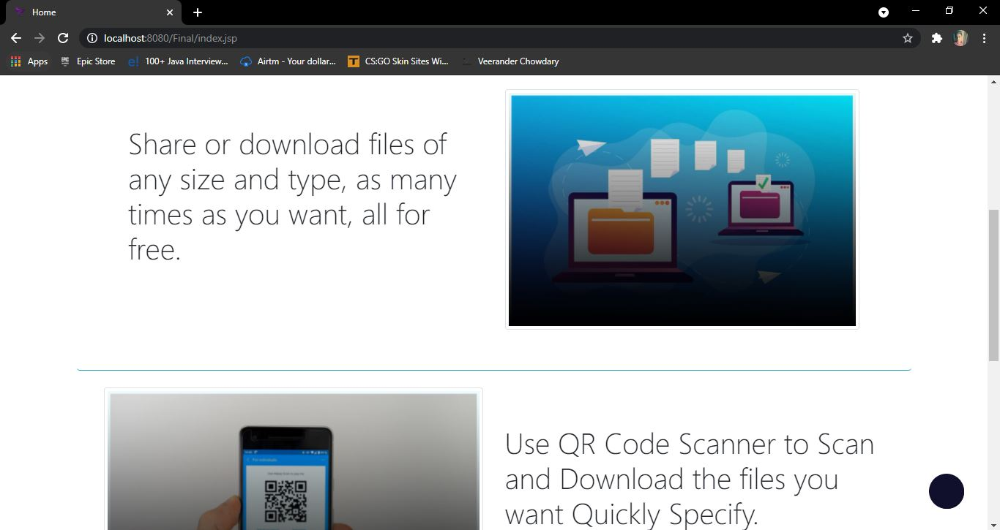 Home
localhost:8080/Final/index.jsp
Apps
Epic Store
100+ Java Interview...
Airtm - Your dollar...
CS:GO Skin Sites Wi...
Veerander Chowdary
Share or download files of
any size and type, as many
times as you want, all for
free.
Use QR Code Scanner to Scan
and Download the files you
want Quickly Specify.